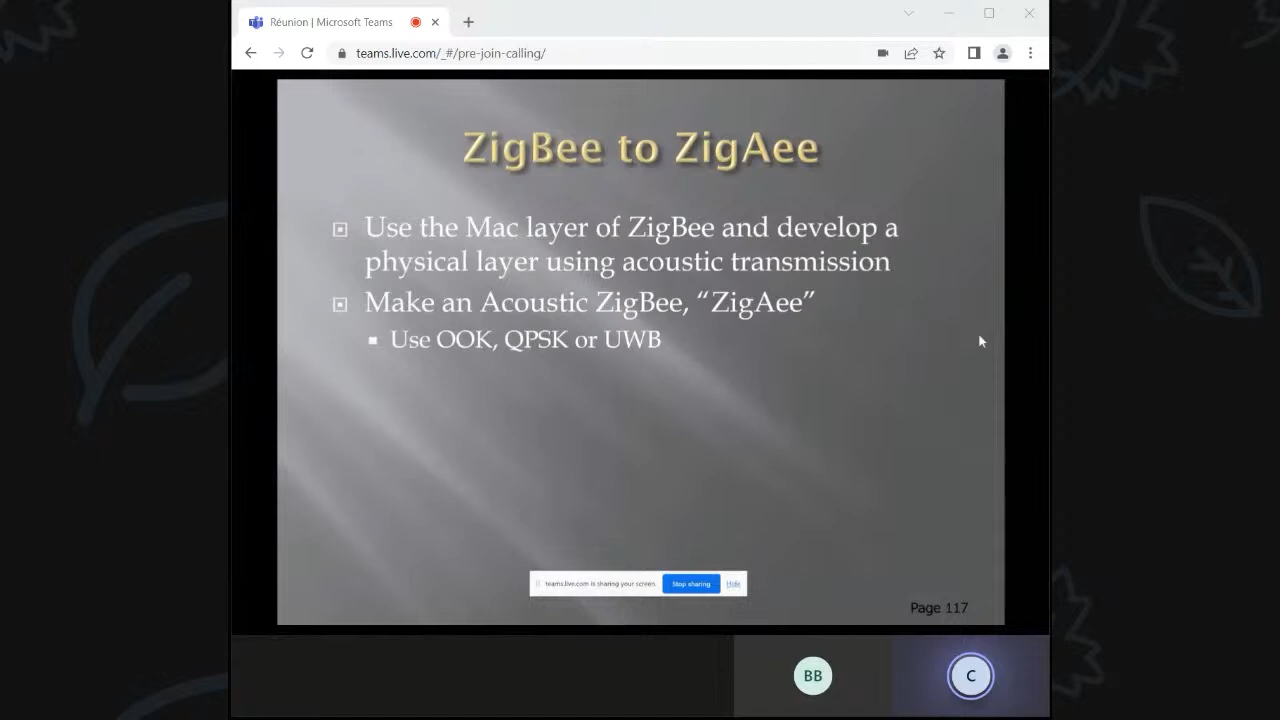 Réunion | Microsoft Teams
teams.live.com/_#/pre-join-calling/
ZigBee to ZigAee
Use the Mac layer of ZigBee and develop a
physical layer using acoustic transmission
Make an Acoustic ZigBee, “ZigAee”
Use OOK, QPSK or UWB
teams.live.com is sharing your screen. Stop sharing Hide
Page 117
BB C